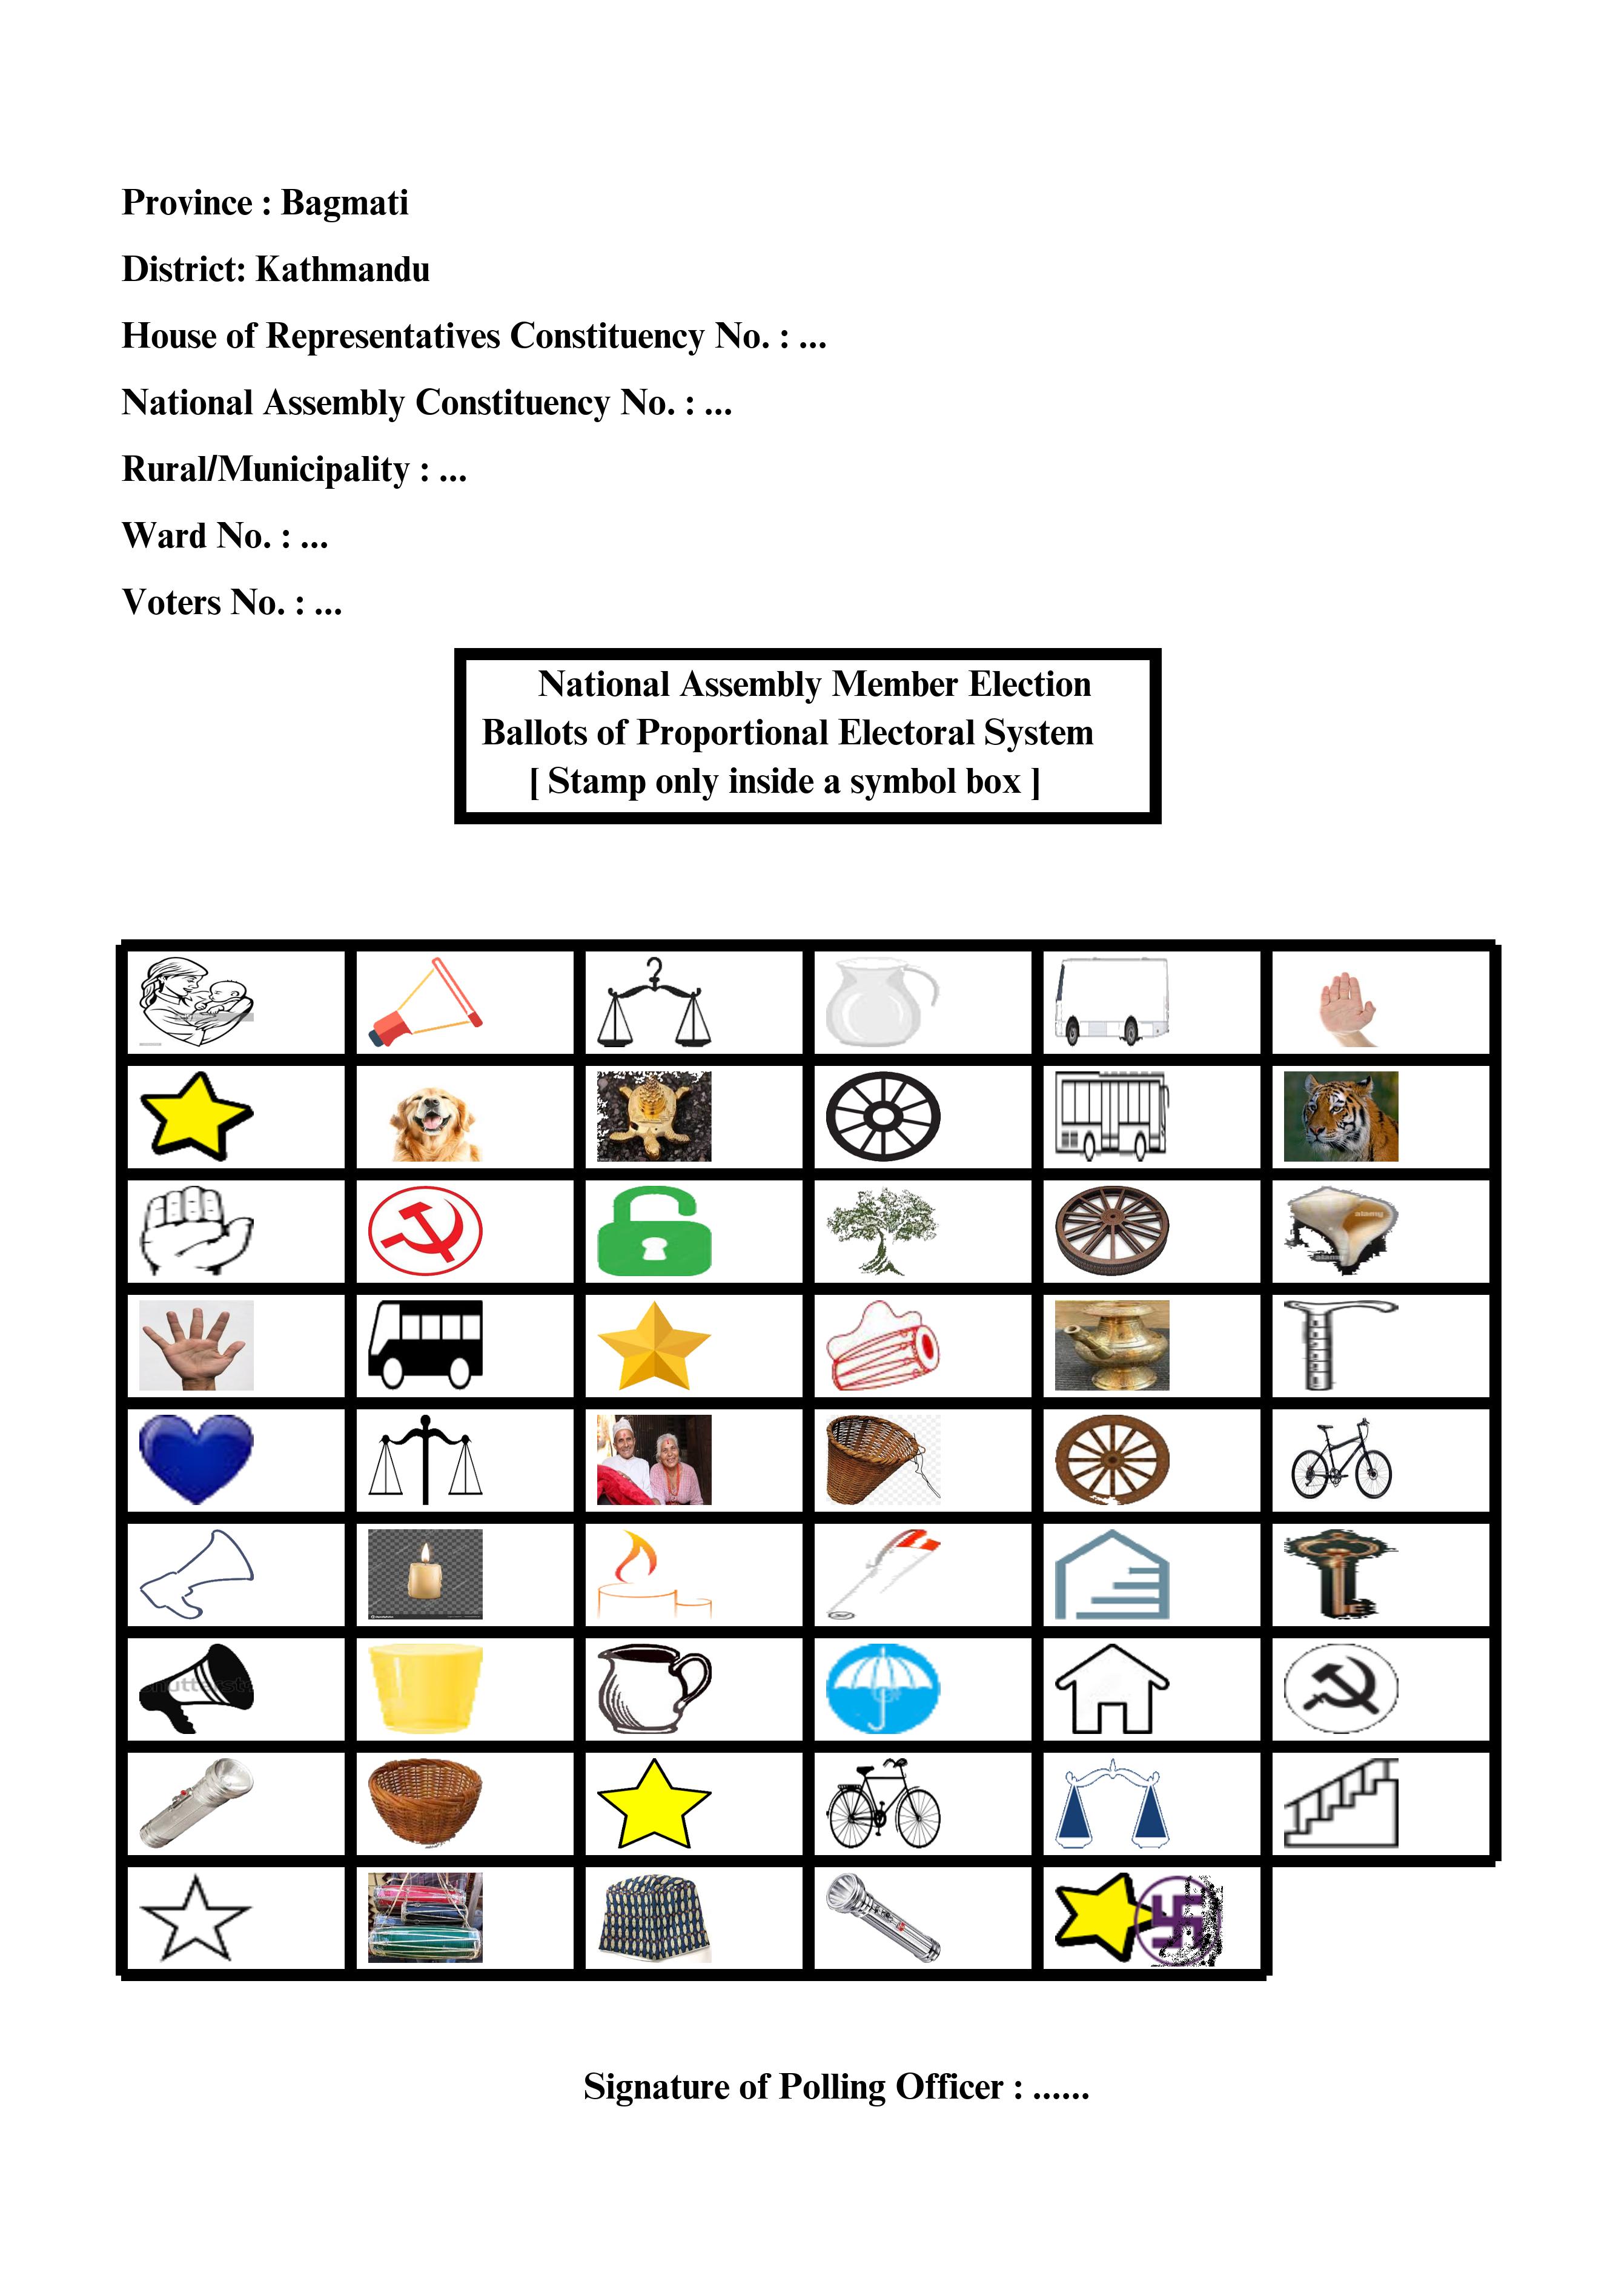 Province : Bagmati
District: Kathmandu
House of Representatives Constituency No. : ...
National Assembly Constituency No. : ...
Rural/Municipality : ...
Ward No. : ...
Voters No. : ...
National Assembly Member Election
Ballots of Proportional Electoral System
[ Stamp only inside a symbol box ]
alamy
Signature of Polling Officer : ......